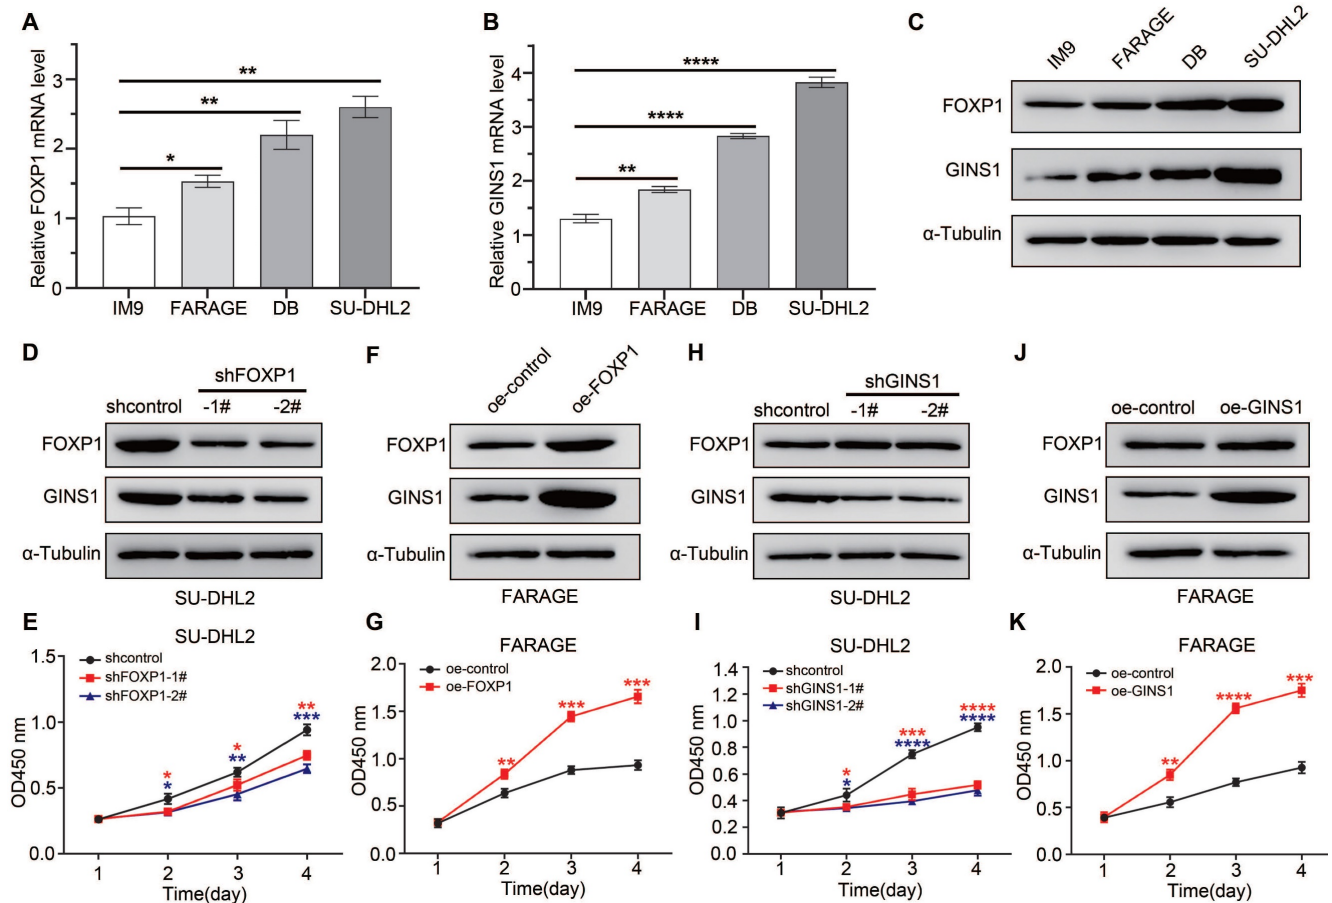 A
Relative FOXP1 mRNA level
3
2
1
0
**
**
*
IM9 FARAGE DB SU-DHL2
B
Relative GINS1 mRNA level
4
3
2
1
0
****
****
**
IM9 FARAGE DB SU-DHL2
C
IM9 FARAGE DB SU-DHL2
FOXP1
GINS1
α-Tubulin
D
shFOXP1
shcontrol -1# -2#
FOXP1
GINS1
α-Tubulin
SU-DHL2
F
oe-control oe-FOXP1
FOXP1
GINS1
α-Tubulin
FARAGE
H
shGINS1
shcontrol -1# -2#
FOXP1
GINS1
α-Tubulin
SU-DHL2
J
oe-control oe-GINS1
FOXP1
GINS1
α-Tubulin
FARAGE
E
SU-DHL2
shcontrol
shFOXP1-1#
shFOXP1-2#
OD450 nm
1.5
1.0
0.5
0.0
*
*
*
**
**
***
1 2 3 4
Time(day)
G
FARAGE
oe-control
oe-FOXP1
OD450 nm
2.0
1.5
1.0
0.5
0.0
**
***
***
1 2 3 4
Time(day)
I
SU-DHL2
shcontrol
shGINS1-1#
shGINS1-2#
OD450 nm
1.4
1.2
1.0
0.8
0.6
0.4
0.2
0.0
*
*
***
****
****
****
1 2 3 4
Time(day)
K
FARAGE
oe-control
oe-GINS1
OD450 nm
2.0
1.5
1.0
0.5
0.0
**
****
***
1 2 3 4
Time(day)